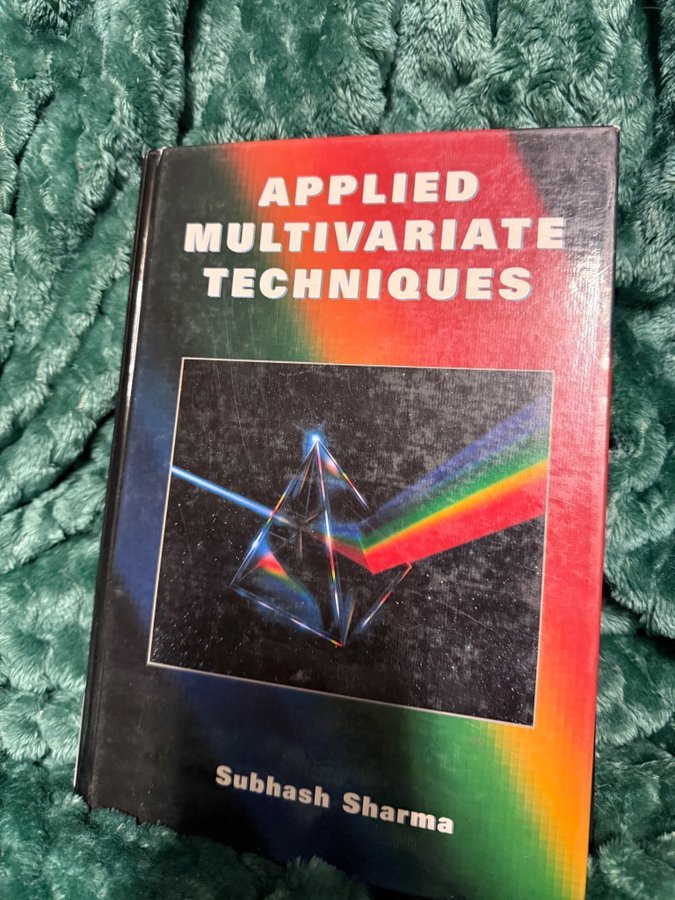 APPLIED
MULTIVARIATE
TECHNIQUES
Subhash Sharma